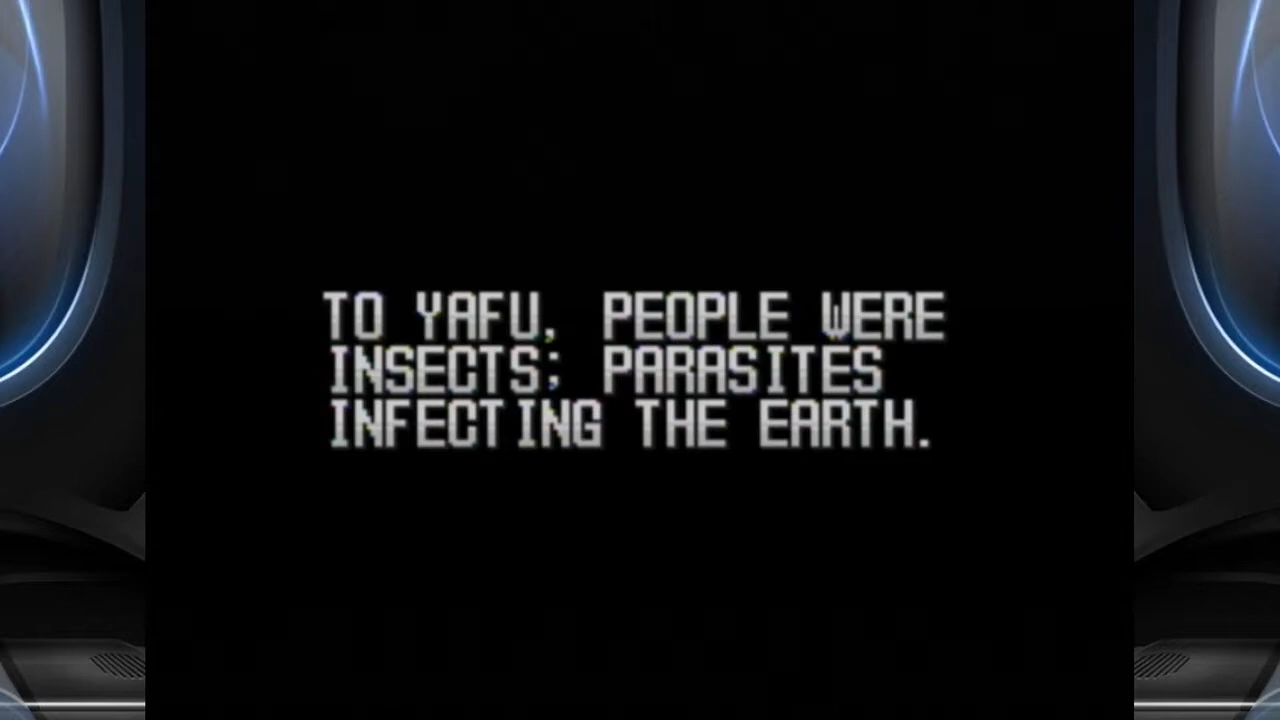 TO YAFU, PEOPLE WERE
INSECTS; PARASITES
INFECTING THE EARTH.